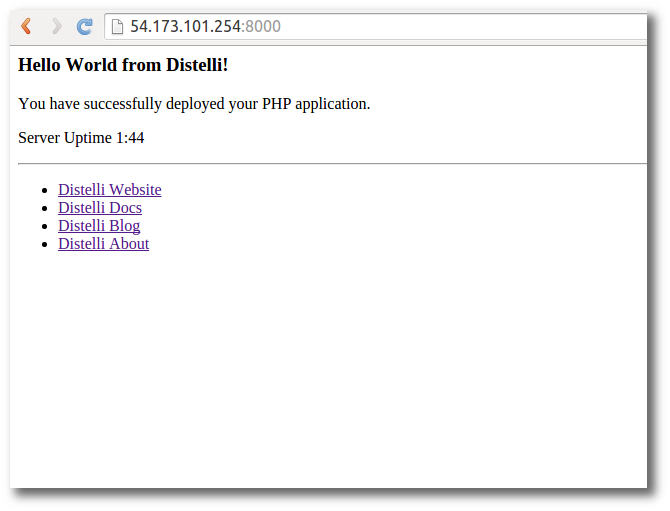 54.173.101.254:8000
Hello World from Distelli!
You have successfully deployed your PHP application.
Server Uptime 1:44
Distelli Website
Distelli Docs
Distelli Blog
Distelli About